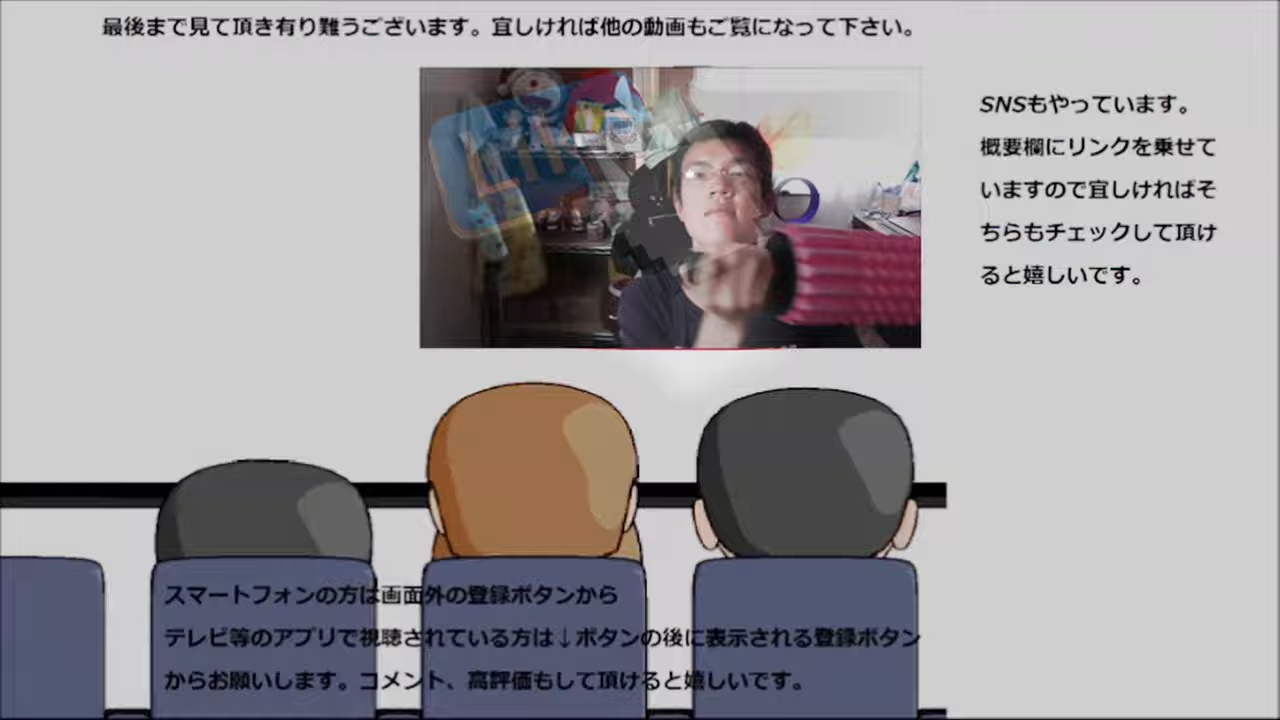 最後まで見て頂き有り難うございます。宜しければ他の動画もご覧になって下さい。
SNSもやっています。
概要欄にリンクを乗せて
いますので宜しければそ
ちらもチェックして頂け
ると嬉しいです。
スマートフォンの方は画面外の登録ボタンから
テレビ等のアプリで視聴されている方は↓ボタンの後に表示される登録ボタン
からお願いします。コメント、高評価もして頂けると嬉しいです。